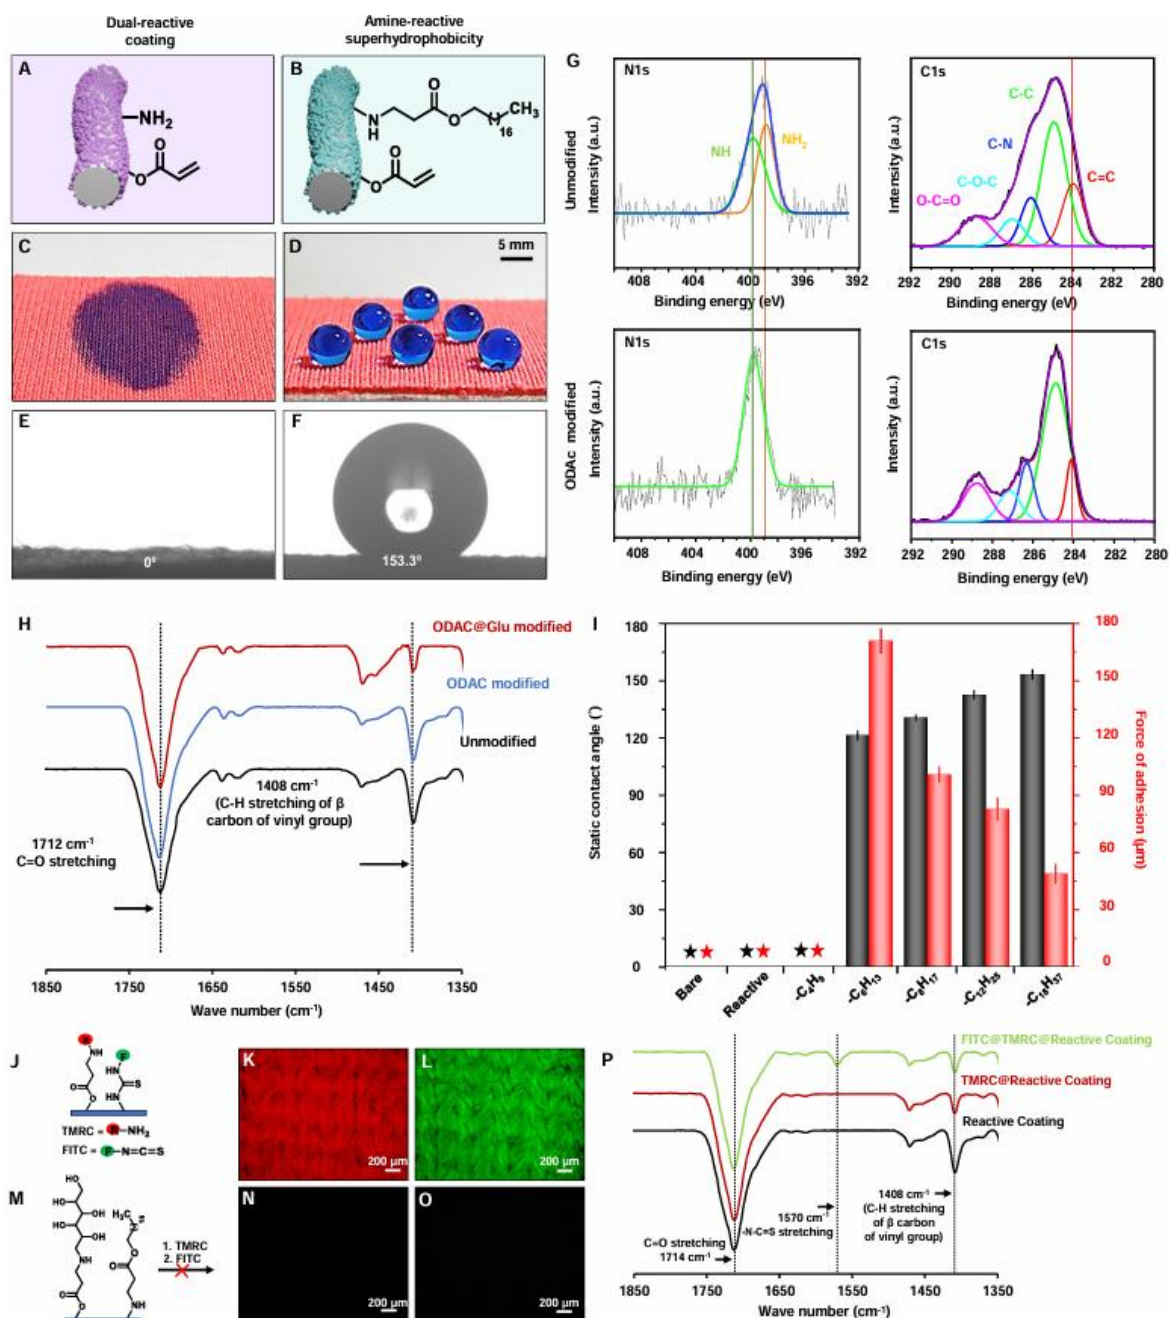 Dual-reactive
coating
Amine-reactive
superhydrophobicity
A
NH₂
O
O
B
N
H
O
O
CH₃
16
O
O
C
D
5 mm
E
0°
F
153.3°
G
Unmodified
Intensity (a.u.)
N1s
NH
NH₂
408 404 400 396 392
Binding energy (eV)
Intensity (a.u.)
C1s
C-C
C-N
C-O-C
O-C=O
C=C
292 290 288 286 284 282 280
Binding energy (eV)
ODAc modified
Intensity (a.u.)
N1s
408 404 400 396 392
Binding energy (eV)
Intensity (a.u.)
C1s
292 290 288 286 284 282 280
Binding energy (eV)
H
ODAC@Glu modified
ODAC modified
Unmodified
1408 cm⁻¹
(C-H stretching of β
carbon of vinyl group)
1712 cm⁻¹
C=O stretching
1850 1750 1650 1550 1450 1350
Wave number (cm⁻¹)
I
Static contact angle (°)
180
150
120
90
60
30
0
Force of adhesion (μm)
180
150
120
90
60
30
0
Bare
Reactive
-C₄H₉
-C₆H₁₃
-C₈H₁₇
-C₁₂H₂₅
-C₁₈H₃₇
J
R
NH
O
O
F
HN
S
HN
TMRC = R-NH₂
FITC = F-N=C=S
K
200 μm
L
200 μm
M
HO
HO
OH
HO
OH
OH
NH
O
O
H₃C
O
O
NH
1. TMRC
2. FITC
N
200 μm
O
200 μm
P
FITC@TMRC@Reactive Coating
TMRC@Reactive Coating
Reactive Coating
C=O stretching
1714 cm⁻¹
1570 cm⁻¹
-N-C=S
stretching
1408 cm⁻¹
(C-H stretching
of β carbon
of vinyl group)
1850 1750 1650 1550 1450 1350
Wave number (cm⁻¹)